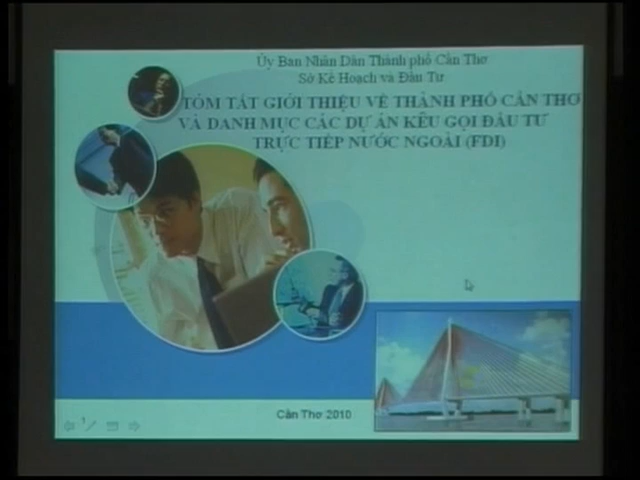 Ủy Ban Nhân Dân Thành phố Cần Thơ
Sở Kế Hoạch và Đầu Tư
TÓM TẮT GIỚI THIỆU VỀ THÀNH PHỐ CẦN THƠ
VÀ DANH MỤC CÁC DỰ ÁN KÊU GỌI ĐẦU TƯ
TRỰC TIẾP NƯỚC NGOÀI (FDI)
Cần Thơ 2010